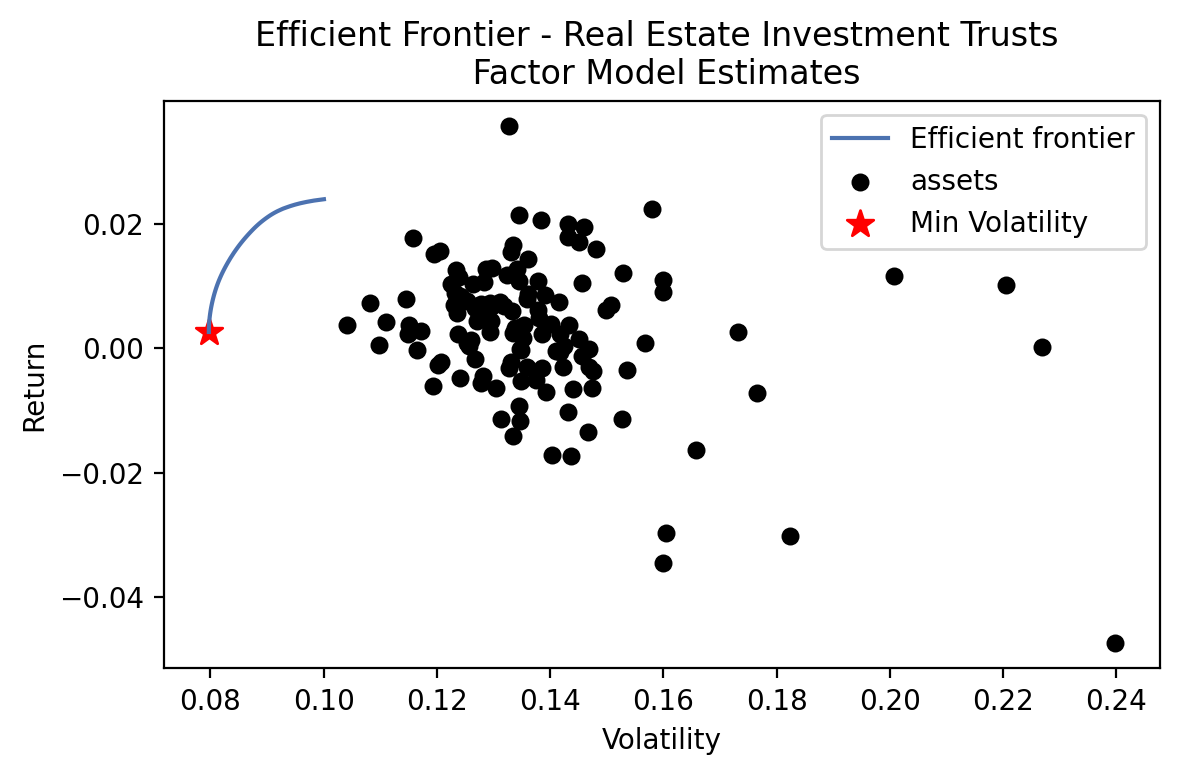 Efficient Frontier - Real Estate Investment Trusts
Factor Model Estimates
Efficient frontier
assets
Min Volatility
Return
0.02
0.00
−0.02
−0.04
0.08 0.10 0.12 0.14 0.16 0.18 0.20 0.22 0.24
Volatility